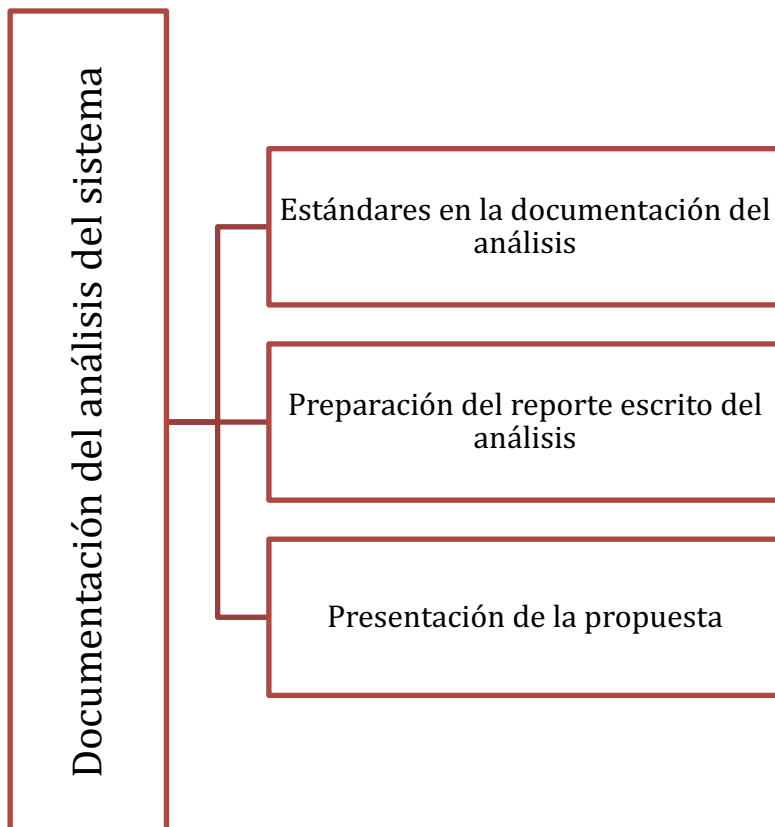 Documentación del análisis del sistema
Estándares en la documentación del
análisis
Preparación del reporte escrito del
análisis
Presentación de la propuesta